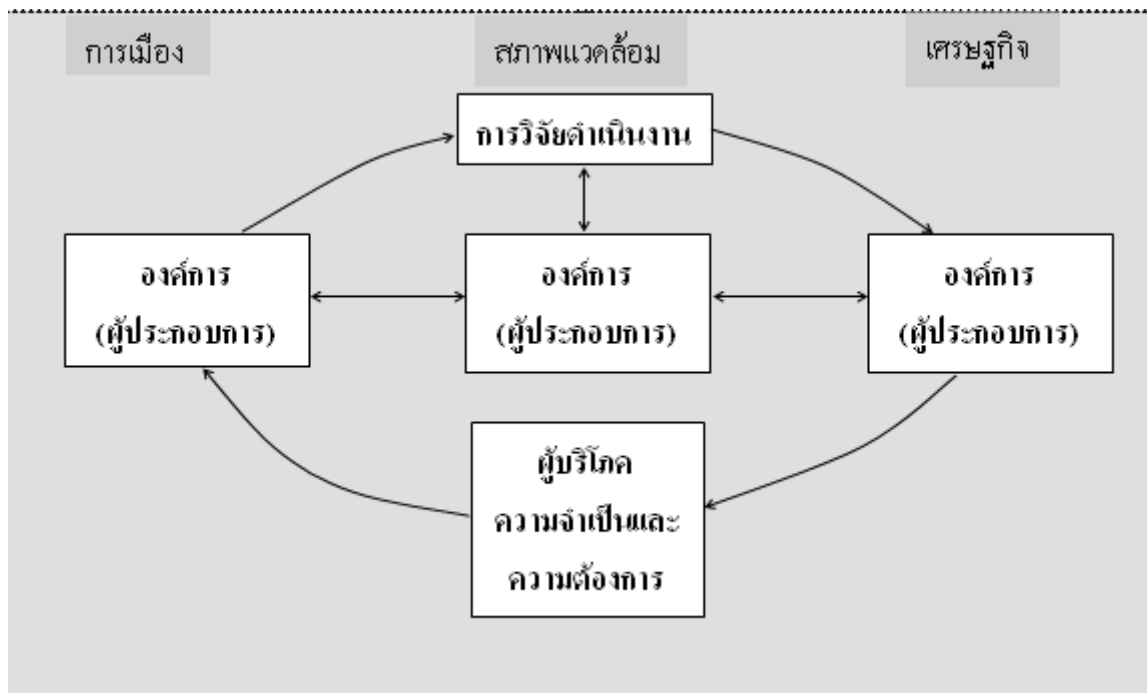 การเมือง
สภาพแวดล้อม
เศรษฐกิจ
การวิจัยดำเนินงาน
องค์การ
(ผู้ประกอบการ)
องค์การ
(ผู้ประกอบการ)
องค์การ
(ผู้ประกอบการ)
ผู้บริโภค
ความจำเป็นและ
ความต้องการ